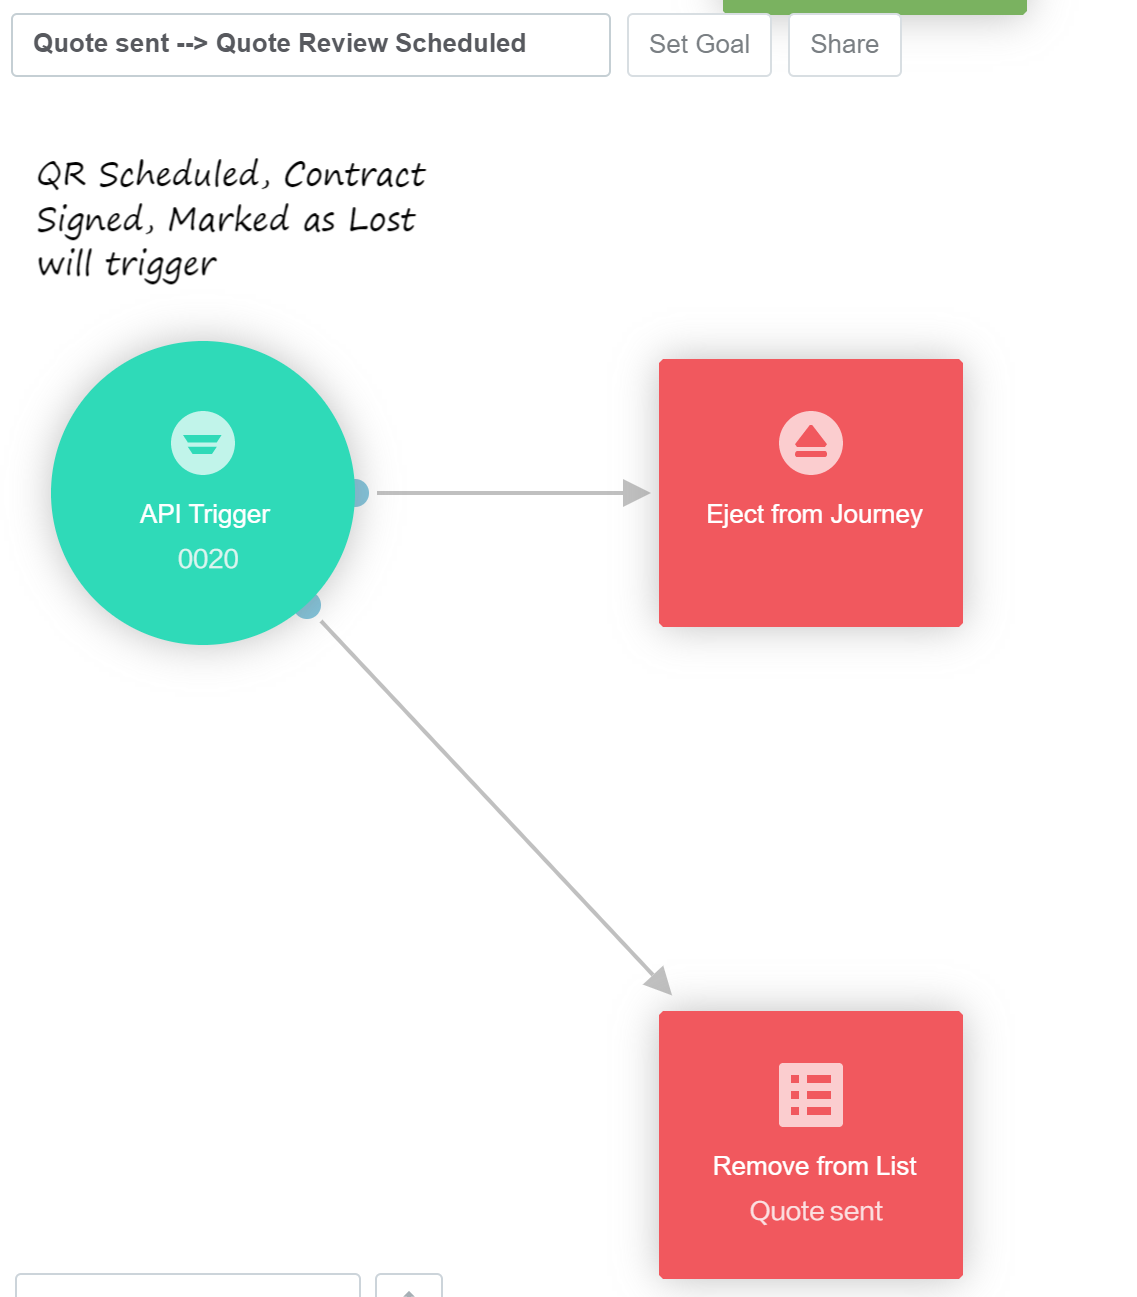 Quote sent --> Quote Review Scheduled
Set Goal
Share
QR Scheduled, Contract
Signed, Marked as Lost
will trigger
API Trigger
0020
Eject from Journey
Remove from List
Quote sent